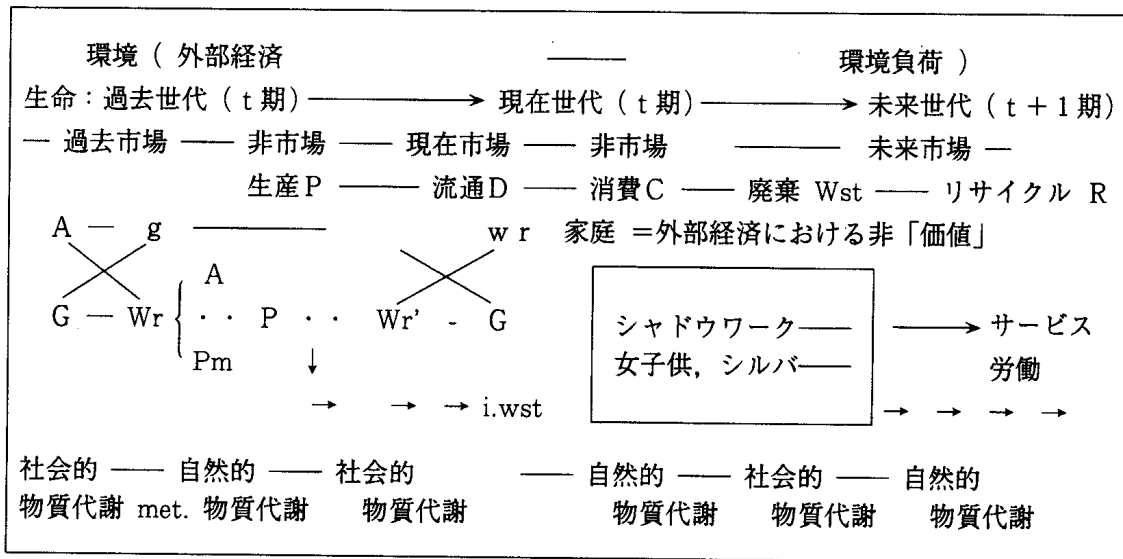 環境（ 外部経済 ―― 環境負荷 ）
生命：過去世代（ｔ期）――→ 現在世代（ｔ期）――→ 未来世代（ｔ＋１期）
― 過去市場 ―― 非市場 ― 現在市場 ― 非市場 ―― 未来市場 ―
生産P ―― 流通D ― 消費C ― 廃棄 Wst ―― リサイクル R
A ― g ―――― w r 家庭 ＝外部経済における非「価値」
A
G ― Wr { ・・ P ・・ Wr' - G
シャドウワーク―― ――→ サービス
Pm ↓ 女子供，シルバ―― 労働
→ → → i.wst → → → →
社会的 ―― 自然的 ―― 社会的 ―― 自然的 ―― 社会的 ―― 自然的
物質代謝 met. 物質代謝 物質代謝 物質代謝 物質代謝 物質代謝